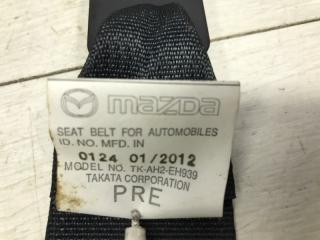 mazda
SEAT BELT FOR AUTOMOBILES
ID. NO. MFD. IN
0124 01/2012
MODEL NO. TK-AH2-EH939
TAKATA CORPORATION
PRE